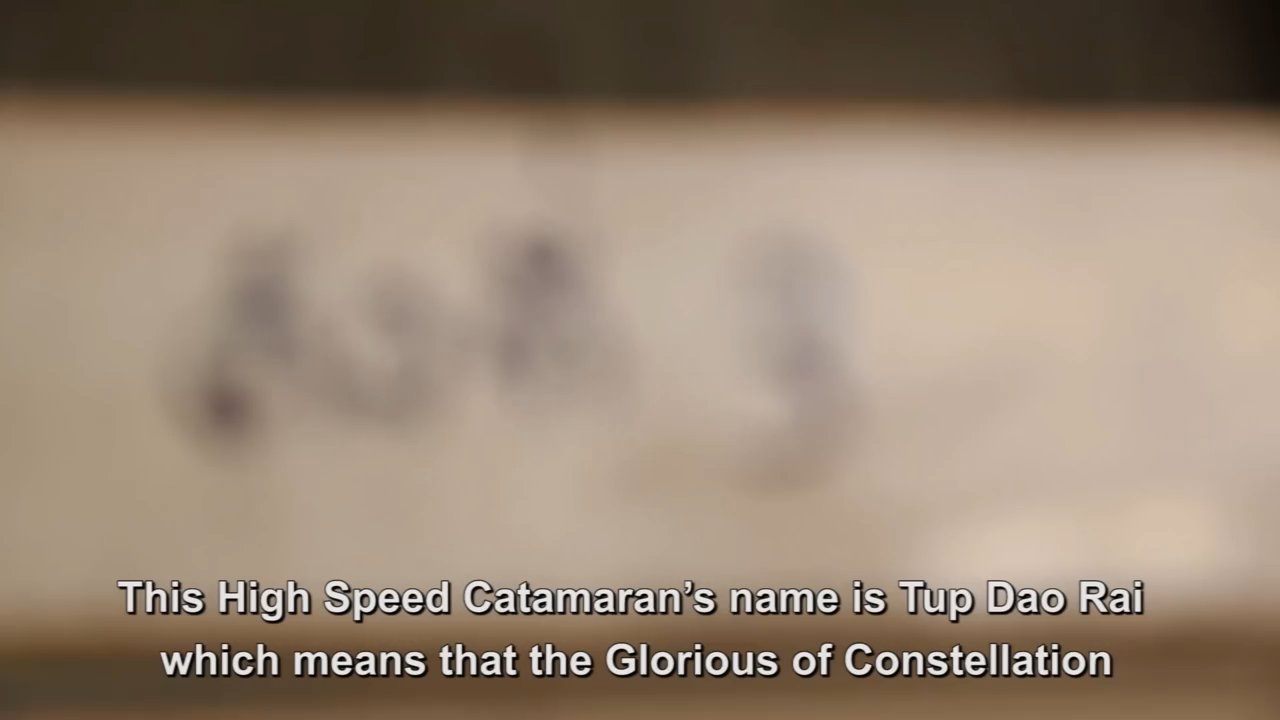 This High Speed Catamaran’s name is Tup Dao Rai
which means that the Glorious of Constellation